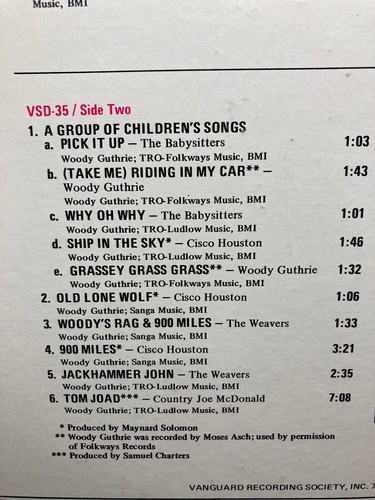 Music, BMI
VSD-35 / Side Two
1. A GROUP OF CHILDREN'S SONGS
a. PICK IT UP – The Babysitters 1:03
Woody Guthrie; TRO-Folkways Music, BMI
b. (TAKE ME) RIDING IN MY CAR** – 1:43
Woody Guthrie
Woody Guthrie; TRO-Folkways Music, BMI
c. WHY OH WHY – The Babysitters 1:01
Woody Guthrie; TRO-Ludlow Music, BMI
d. SHIP IN THE SKY* – Cisco Houston 1:46
Woody Guthrie; TRO-Ludlow Music, BMI
e. GRASSEY GRASS GRASS** – Woody Guthrie 1:32
Woody Guthrie; TRO-Folkways Music, BMI
2. OLD LONE WOLF* – Cisco Houston 1:06
Woody Guthrie; Sanga Music, BMI
3. WOODY'S RAG & 900 MILES – The Weavers 1:33
Woody Guthrie; Sanga Music, BMI
4. 900 MILES* – Cisco Houston 3:21
Woody Guthrie; Sanga Music, BMI
5. JACKHAMMER JOHN – The Weavers 2:35
Woody Guthrie; TRO-Ludlow Music, BMI
6. TOM JOAD*** – Country Joe McDonald 7:08
Woody Guthrie; TRO-Ludlow Music, BMI
* Produced by Maynard Solomon
** Woody Guthrie was recorded by Moses Asch; used by permission
of Folkways Records
*** Produced by Samuel Charters
VANGUARD RECORDING SOCIETY, INC. 7